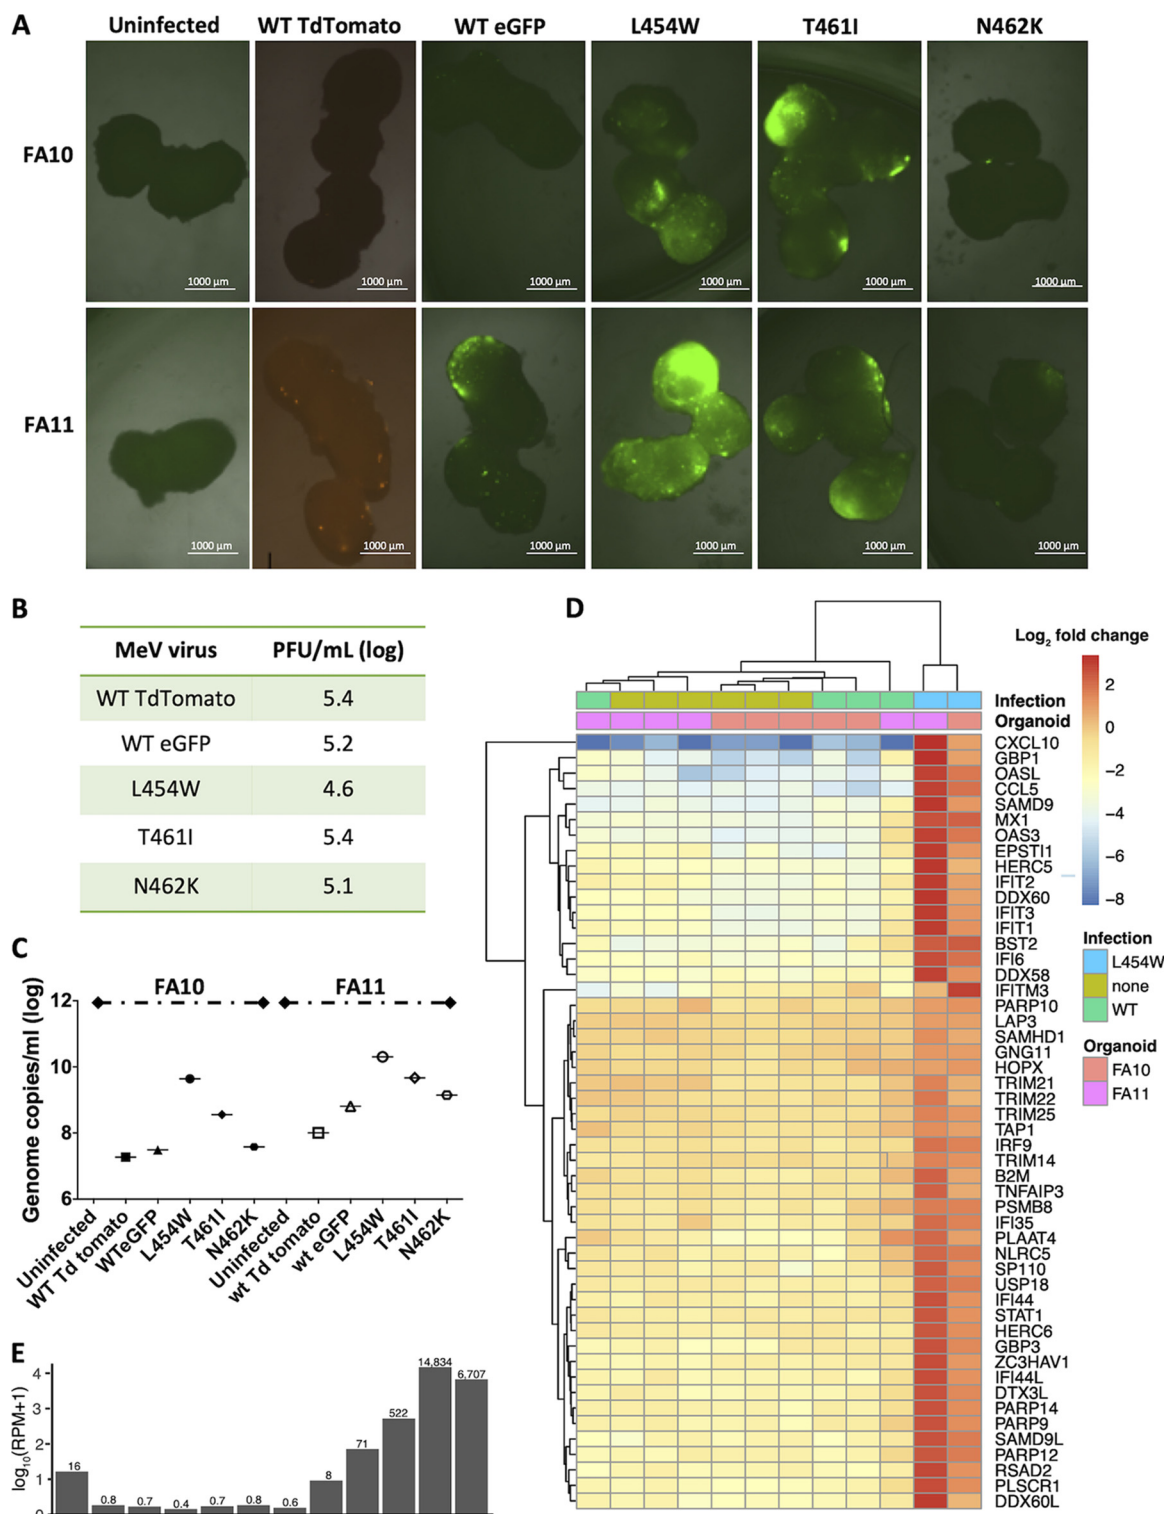 A
Uninfected
WT TdTomato
WT eGFP
L454W
T461I
N462K
FA10
1000 µm
1000 µm
1000 µm
1000 µm
1000 µm
1000 µm
FA11
1000 µm
1000 µm
1000 µm
1000 µm
1000 µm
1000 µm
B
MeV virus PFU/mL (log)
WT TdTomato 5.4
WT eGFP 5.2
L454W 4.6
T461I 5.4
N462K 5.1
C
FA10 FA11
Genome copies/ml (log)
12
10
8
6
Uninfected
WT Td tomato
WTeGFP
L454W
T461I
N462K
Uninfected
wt Td tomato
wt eGFP
L454W
T461I
N462K
D
Log2 fold change
2
0
−2
−4
−6
−8
Infection
Organoid
CXCL10
GBP1
OASL
CCL5
SAMD9
MX1
OAS3
EPSTI1
HERC5
IFIT2
DDX60
IFIT3
IFIT1
BST2
IFI6
DDX58
IFITM3
PARP10
LAP3
SAMHD1
GNG11
HOPX
TRIM21
TRIM22
TRIM25
TAP1
IRF9
TRIM14
B2M
TNFAIP3
PSMB8
IFI35
PLAAT4
NLRC5
SP110
USP18
IFI44
STAT1
HERC6
GBP3
ZC3HAV1
IFI44L
DTX3L
PARP14
PARP9
SAMD9L
PARP12
RSAD2
PLSCR1
DDX60L
Infection
L454W
none
WT
Organoid
FA10
FA11
E
log10(RPM+1)
4
3
2
1
0
16
0.8
0.7
0.4
0.7
0.8
0.6
8
71
522
14,834
6,707